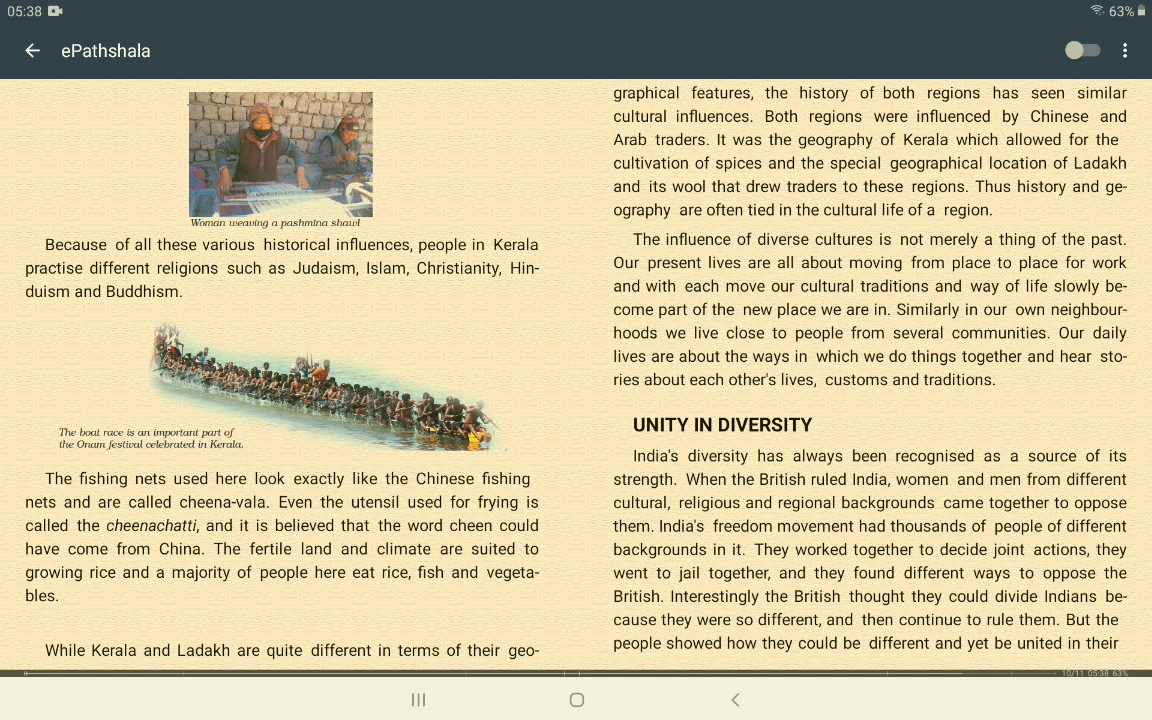 05:38
63%
ePathshala
Woman weaving a pashmina shawl
Because of all these various historical influences, people in Kerala
practise different religions such as Judaism, Islam, Christianity, Hin-
duism and Buddhism.
The boat race is an important part of
the Onam festival celebrated in Kerala.
The fishing nets used here look exactly like the Chinese fishing
nets and are called cheena-vala. Even the utensil used for frying is
called the cheenachatti, and it is believed that the word cheen could
have come from China. The fertile land and climate are suited to
growing rice and a majority of people here eat rice, fish and vegeta-
bles.
While Kerala and Ladakh are quite different in terms of their geo-
graphical features, the history of both regions has seen similar
cultural influences. Both regions were influenced by Chinese and
Arab traders. It was the geography of Kerala which allowed for the
cultivation of spices and the special geographical location of Ladakh
and its wool that drew traders to these regions. Thus history and ge-
ography are often tied in the cultural life of a region.
The influence of diverse cultures is not merely a thing of the past.
Our present lives are all about moving from place to place for work
and with each move our cultural traditions and way of life slowly be-
come part of the new place we are in. Similarly in our own neighbour-
hoods we live close to people from several communities. Our daily
lives are about the ways in which we do things together and hear sto-
ries about each other's lives, customs and traditions.
UNITY IN DIVERSITY
India's diversity has always been recognised as a source of its
strength. When the British ruled India, women and men from different
cultural, religious and regional backgrounds came together to oppose
them. India's freedom movement had thousands of people of different
backgrounds in it. They worked together to decide joint actions, they
went to jail together, and they found different ways to oppose the
British. Interestingly the British thought they could divide Indians be-
cause they were so different, and then continue to rule them. But the
people showed how they could be different and yet be united in their
10/11 05:38 63%